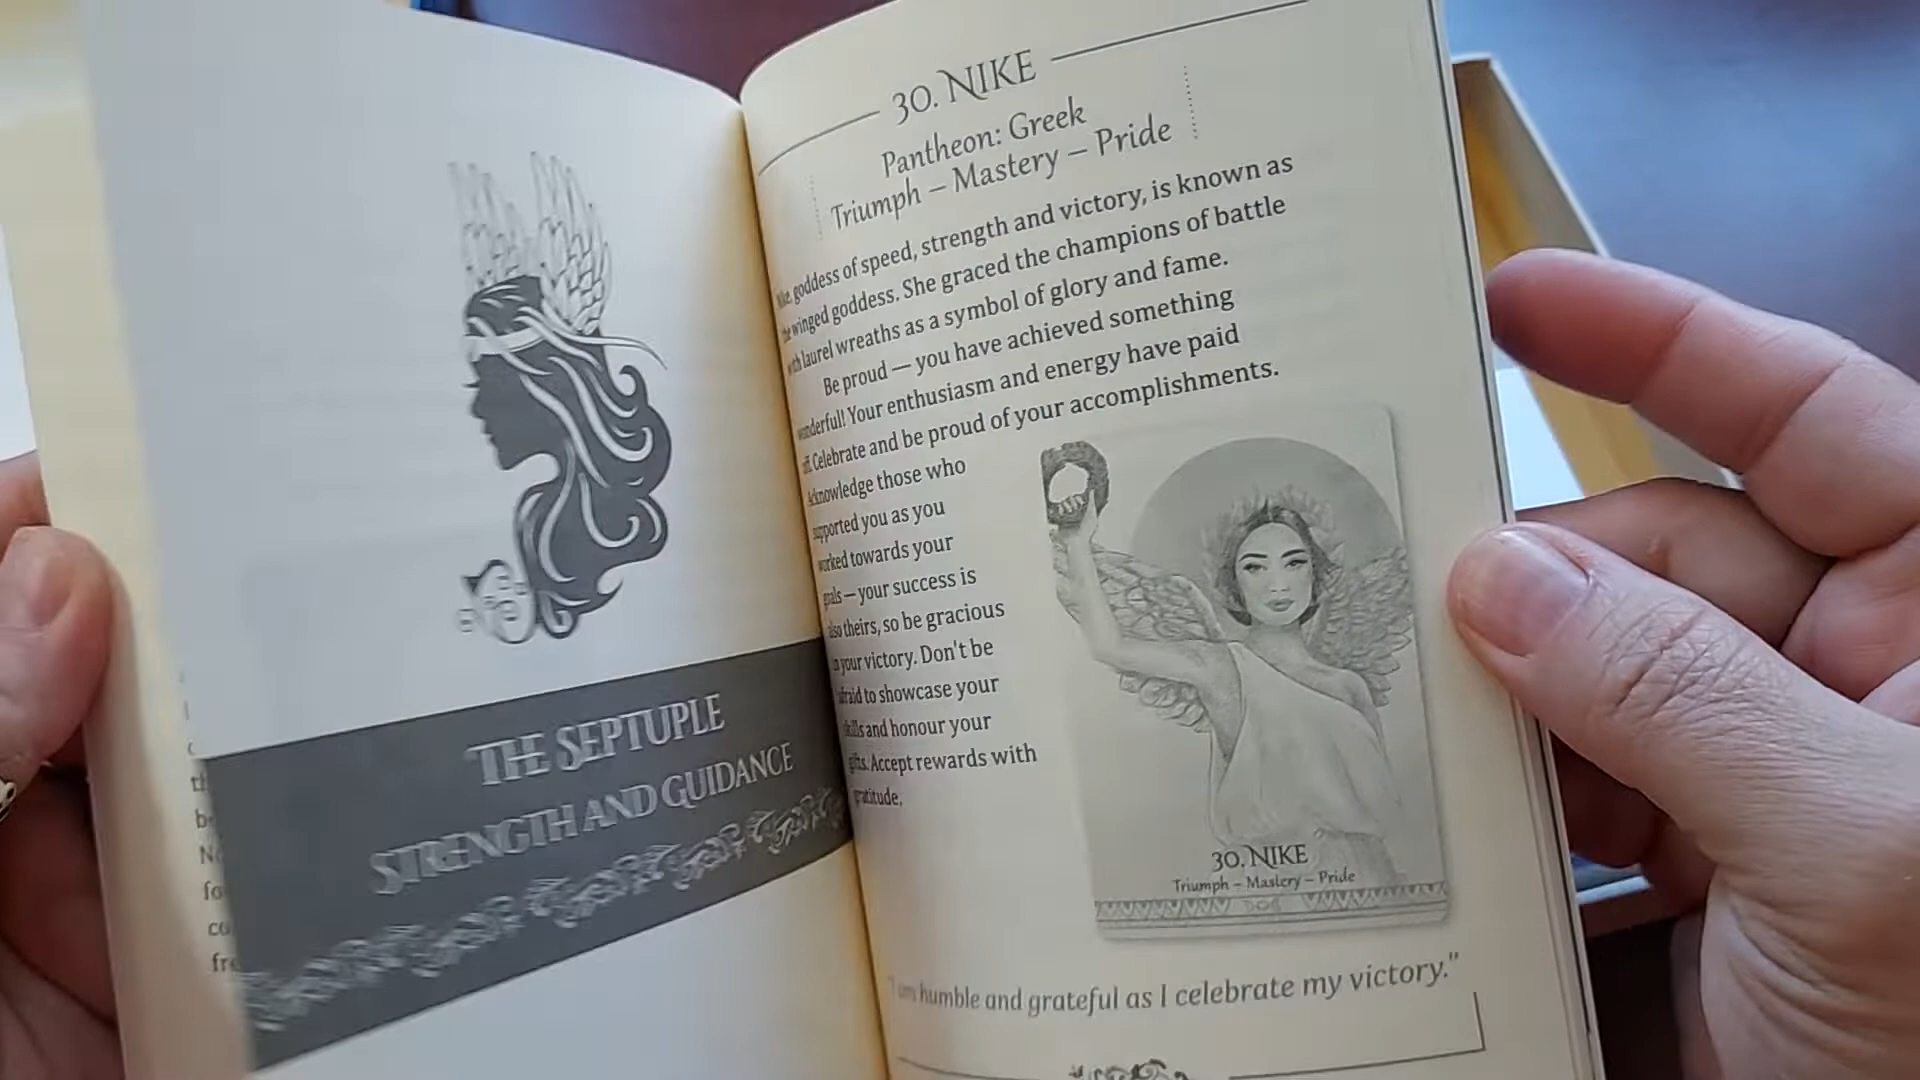 THE SEPTUPLE
STRENGTH AND GUIDANCE
30. NIKE
Pantheon: Greek
Triumph – Mastery – Pride
goddess of speed, strength and victory, is known as
winged goddess. She graced the champions of battle
with laurel wreaths as a symbol of glory and fame.
Be proud — you have achieved something
wonderful! Your enthusiasm and energy have paid
off. Celebrate and be proud of your accomplishments.
Acknowledge those who
supported you as you
worked towards your
goals — your success is
also theirs, so be gracious
your victory. Don't be
afraid to showcase your
skills and honour your
gifts. Accept rewards with
gratitude.
30. NIKE
Triumph – Mastery – Pride
humble and grateful as I celebrate my victory."